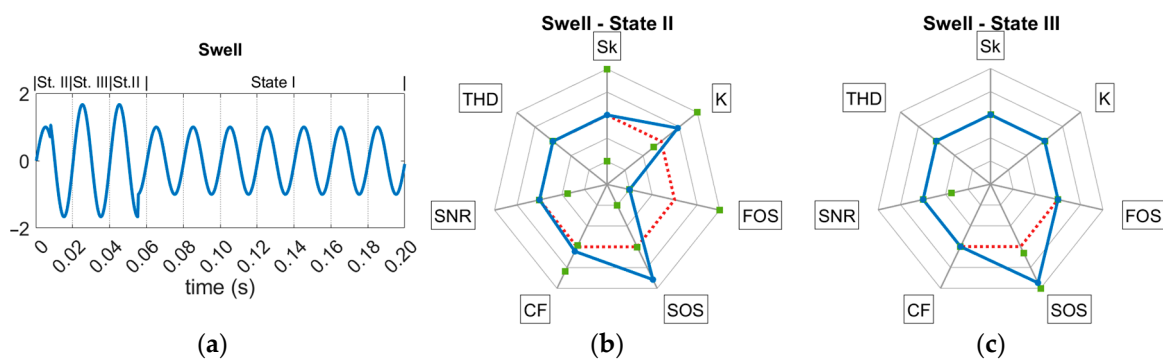 Swell
|St. II|St. III|St.II| State I |
2
0
−2
0 0.02 0.04 0.06 0.08 0.10 0.12 0.14 0.16 0.18 0.20
time (s)
(a)
Swell - State II
Sk
THD
K
SNR
FOS
CF
SOS
(b)
Swell - State III
Sk
THD
K
SNR
FOS
CF
SOS
(c)